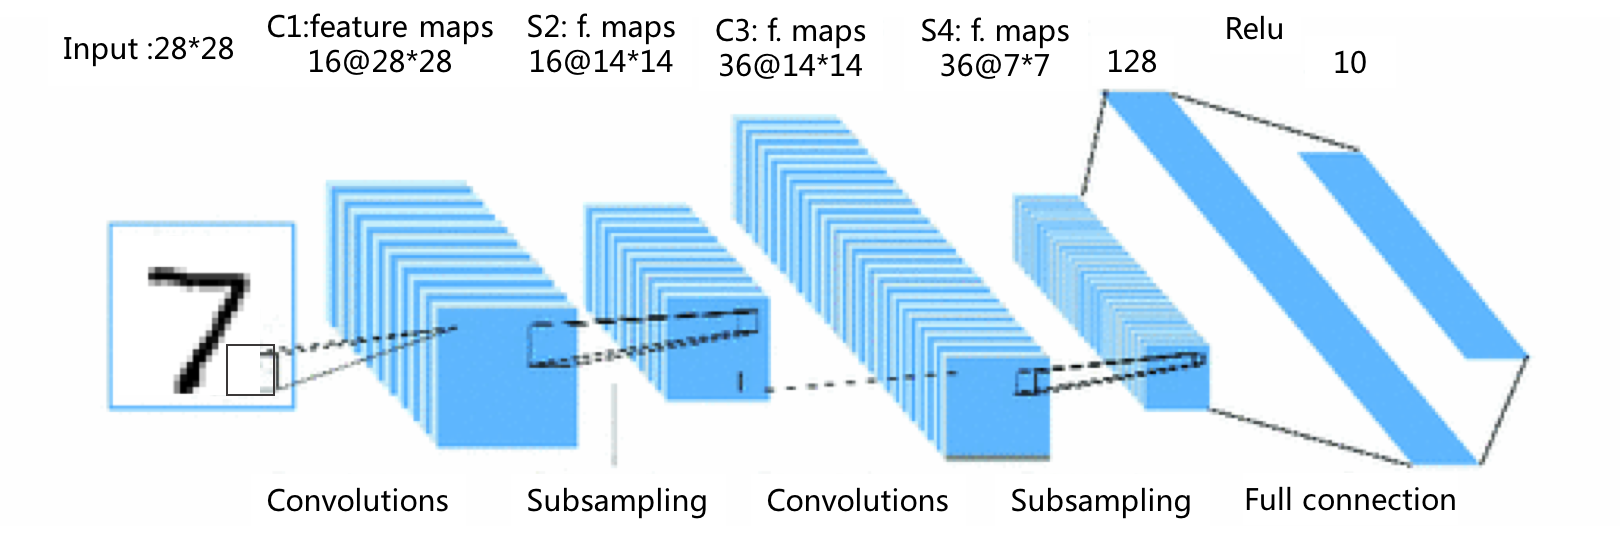 Input :28*28
C1:feature maps
16@28*28
S2: f. maps
16@14*14
C3: f. maps
36@14*14
S4: f. maps
36@7*7
128
Relu
10
7
Convolutions
Subsampling
Convolutions
Subsampling
Full connection